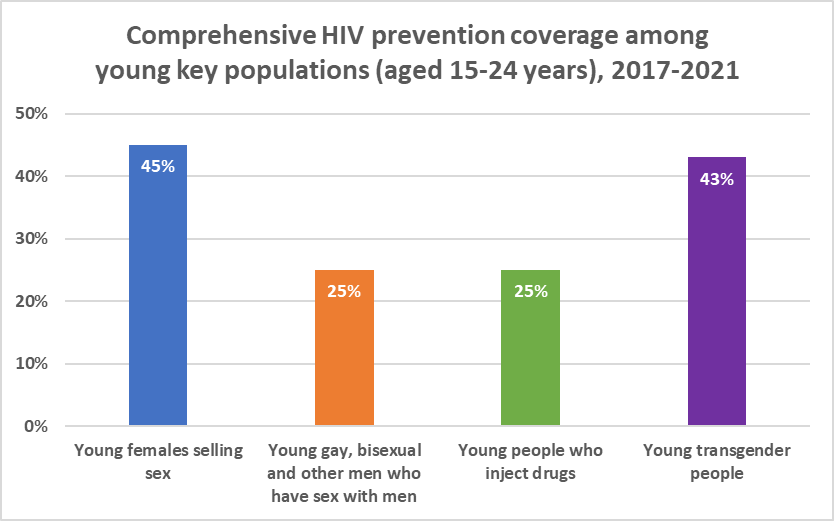 Comprehensive HIV prevention coverage among
young key populations (aged 15-24 years), 2017-2021
50%
40%
30%
20%
10%
0%
45%
25%
25%
43%
Young females selling
sex
Young gay, bisexual
and other men who
have sex with men
Young people who
inject drugs
Young transgender
people